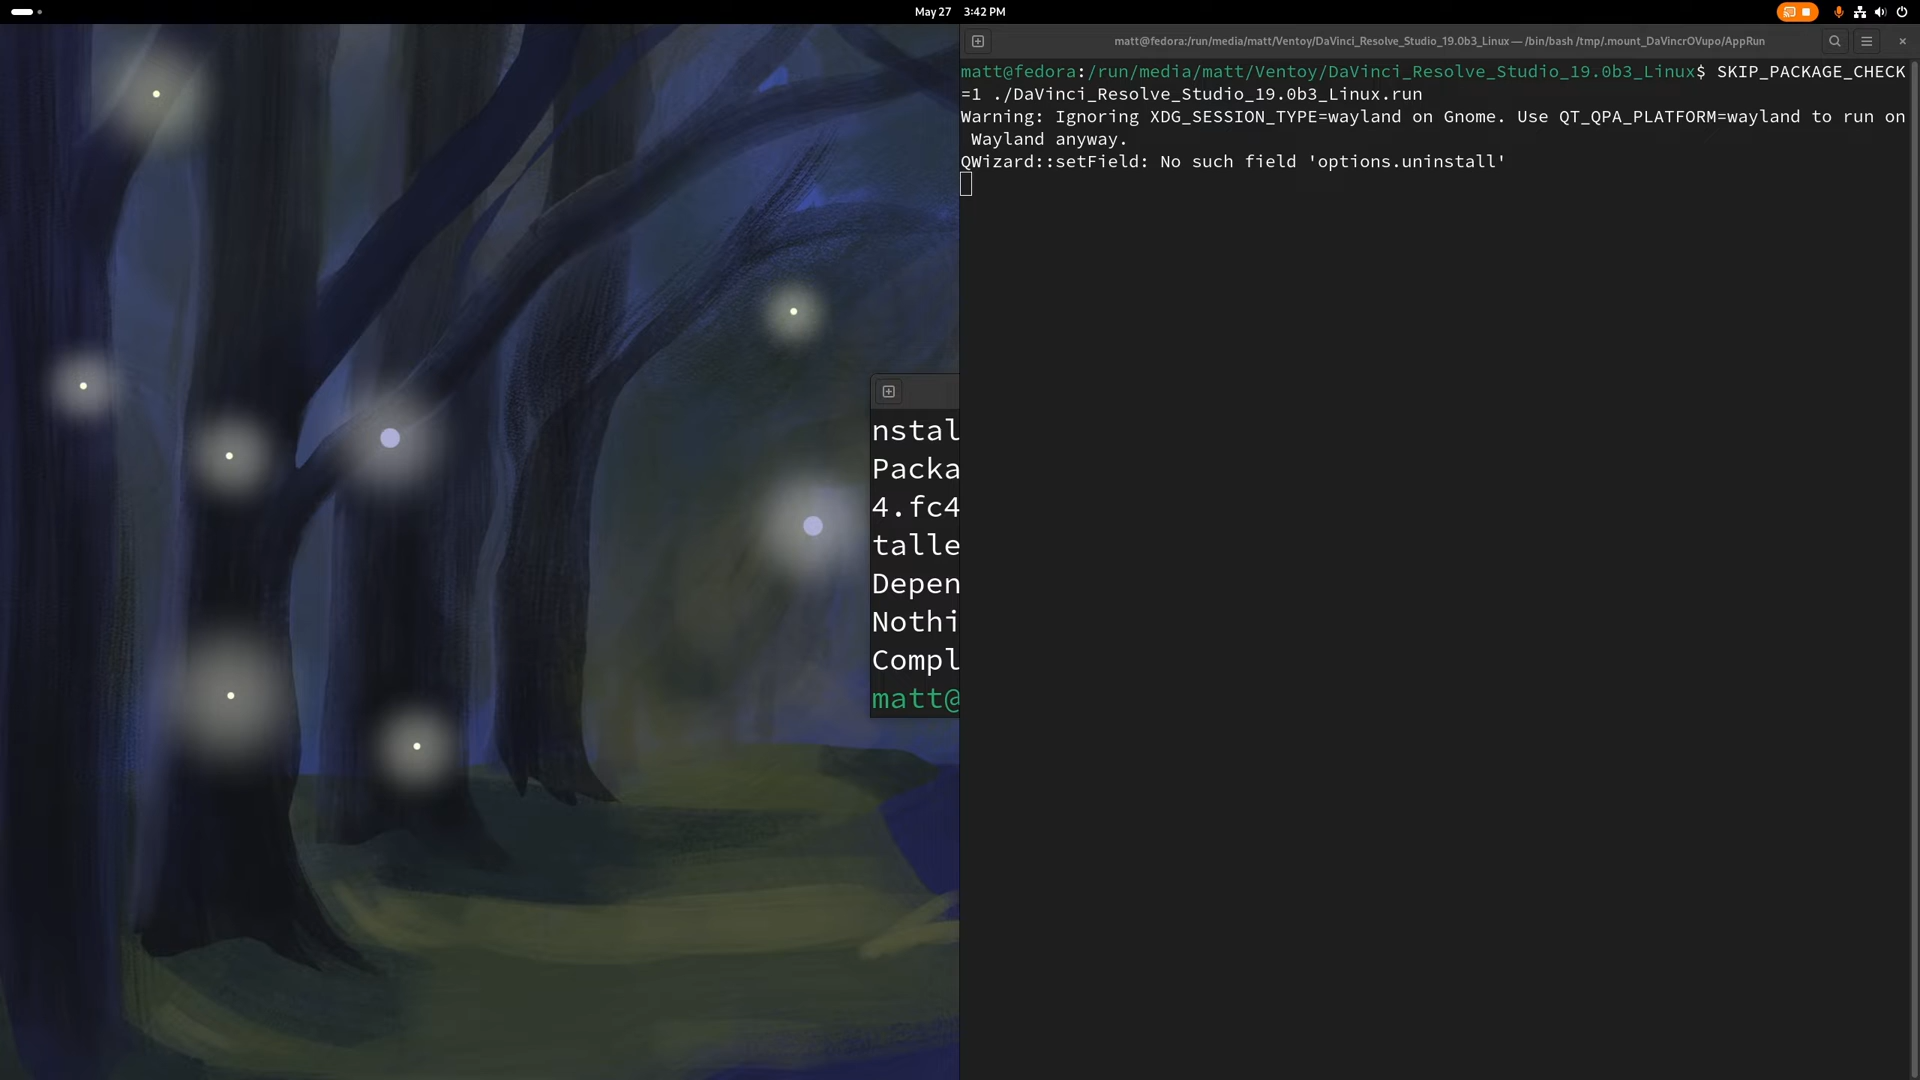 May 27 3:42 PM
matt@fedora:/run/media/matt/Ventoy/DaVinci_Resolve_Studio_19.0b3_Linux — /bin/bash /tmp/.mount_DaVincrOVupo/AppRun
matt@fedora:/run/media/matt/Ventoy/DaVinci_Resolve_Studio_19.0b3_Linux$ SKIP_PACKAGE_CHECK
=1 ./DaVinci_Resolve_Studio_19.0b3_Linux.run
Warning: Ignoring XDG_SESSION_TYPE=wayland on Gnome. Use QT_QPA_PLATFORM=wayland to run on
Wayland anyway.
QWizard::setField: No such field 'options.uninstall'
nstal
Packa
4.fc4
talle
Depen
Nothi
Compl
matt@